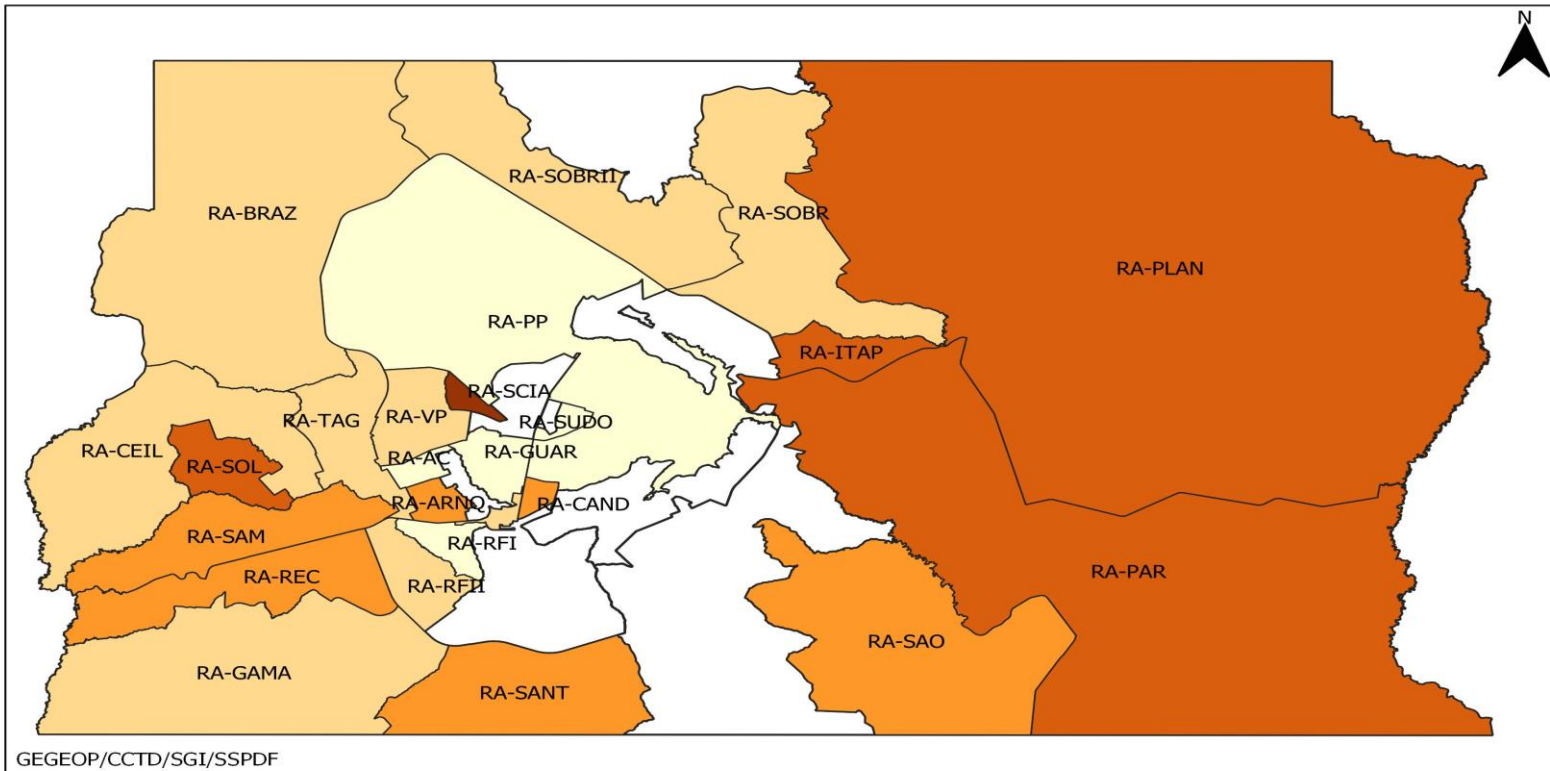 N
RA-SOBRII
RA-BRAZ
RA-SOBR
RA-PLAN
RA-PP
RA-ITAP
RA-SCIA
RA-VP
RA-TAG
RA-SUDO
RA-CEIL
RA-GUAR
RA-AC
RA-SOL
RA-ARNQ
RA-CAND
RA-SAM
RA-RFI
RA-REC
RA-PAR
RA-RFII
RA-SAO
RA-GAMA
RA-SANT
GEGEOP/CCTD/SGI/SSPDF